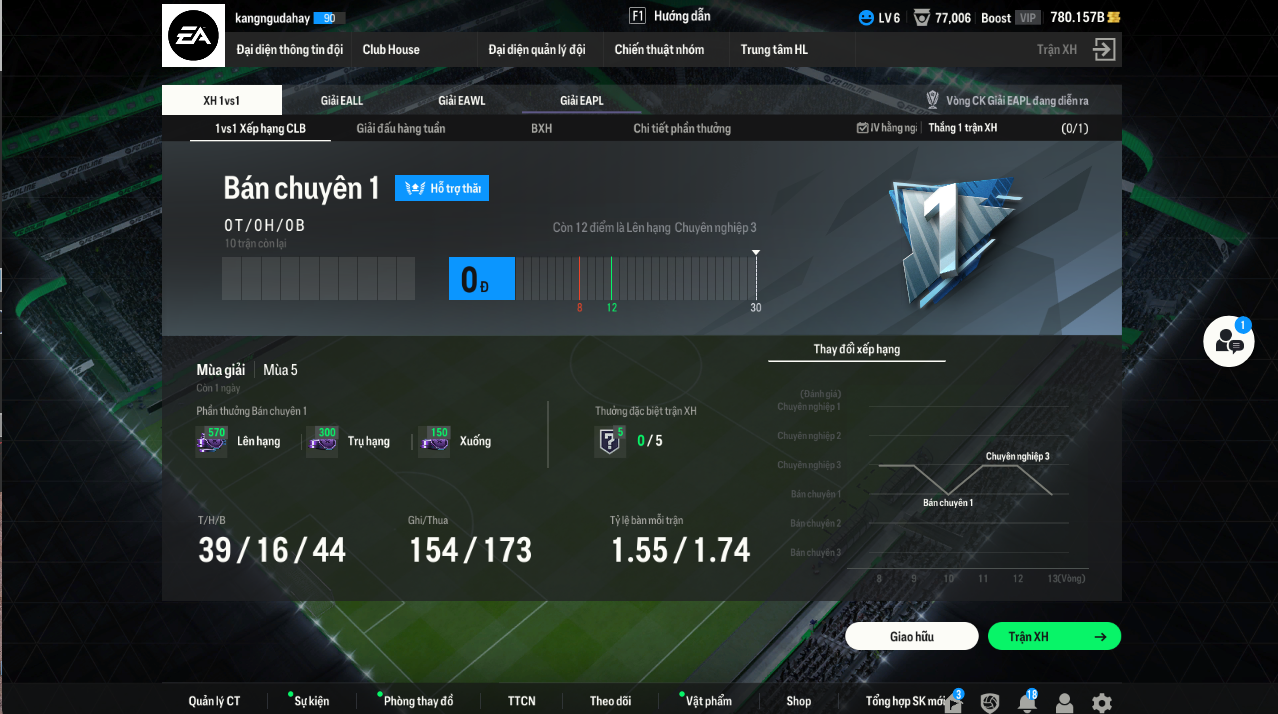 kangngudahay 90
F1 Hướng dẫn
LV 6 77,006 Boost VIP 780.157B
EA
Đại diện thông tin đội Club House Đại diện quản lý đội Chiến thuật nhóm Trung tâm HL Trận XH
XH 1vs1 Giải EALL Giải EAWL Giải EAPL Vòng CK Giải EAPL đang diễn ra
1vs1 Xếp hạng CLB Giải đấu hàng tuần BXH Chi tiết phần thưởng Thắng 1 trận XH (0/1)
Bán chuyên 1 Hỗ trợ thăn
0T/0H/0B Còn 12 điểm là Lên hạng Chuyên nghiệp 3
10 trận còn lại
0Đ
8 12 30
1
1
Thay đổi xếp hạng
Mùa giải Mùa 5
Còn 1 ngày
Phần thưởng Bán chuyên 1
570 Lên hạng 300 Trụ hạng 150 Xuống
Thưởng đặc biệt trận XH
5 0 / 5
(Đánh giá)
Chuyên nghiệp 1
Chuyên nghiệp 2
Chuyên nghiệp 3
Bán chuyên 1
Bán chuyên 2
Bán chuyên 3
Chuyên nghiệp 3
Bán chuyên 1
8 9 10 11 12 13(Vòng)
T/H/B
39 / 16 / 44
Ghi/Thua
154 / 173
Tỷ lệ bàn mỗi trận
1.55 / 1.74
Giao hữu Trận XH
Quản lý CT Sự kiện Phòng thay đồ TTCN Theo dõi Vật phẩm Shop Tổng hợp SK mới 3 18